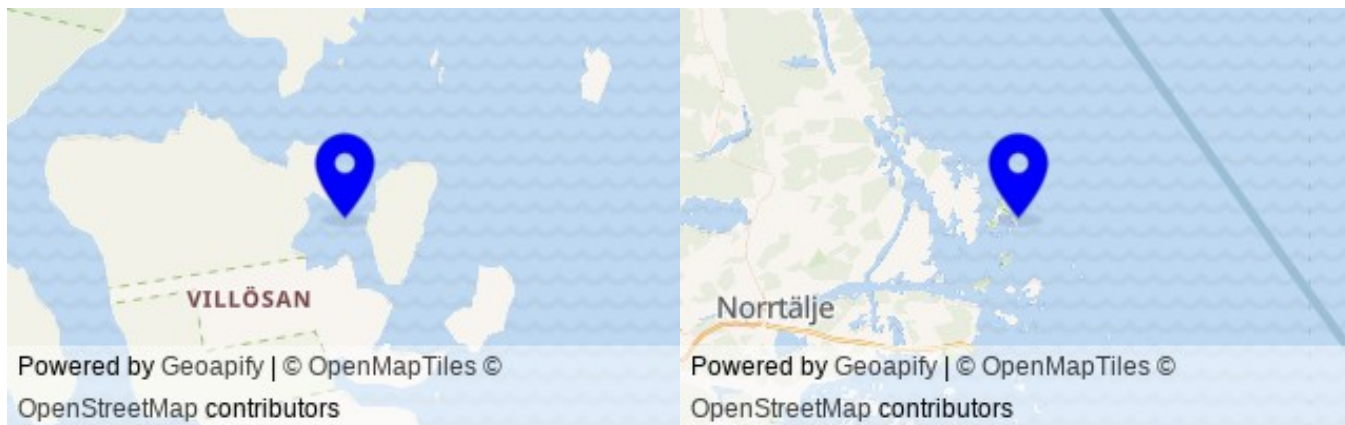 VILLÖSAN
Powered by Geoapify | © OpenMapTiles ©
OpenStreetMap contributors
Norrtälje
Powered by Geoapify | © OpenMapTiles ©
OpenStreetMap contributors